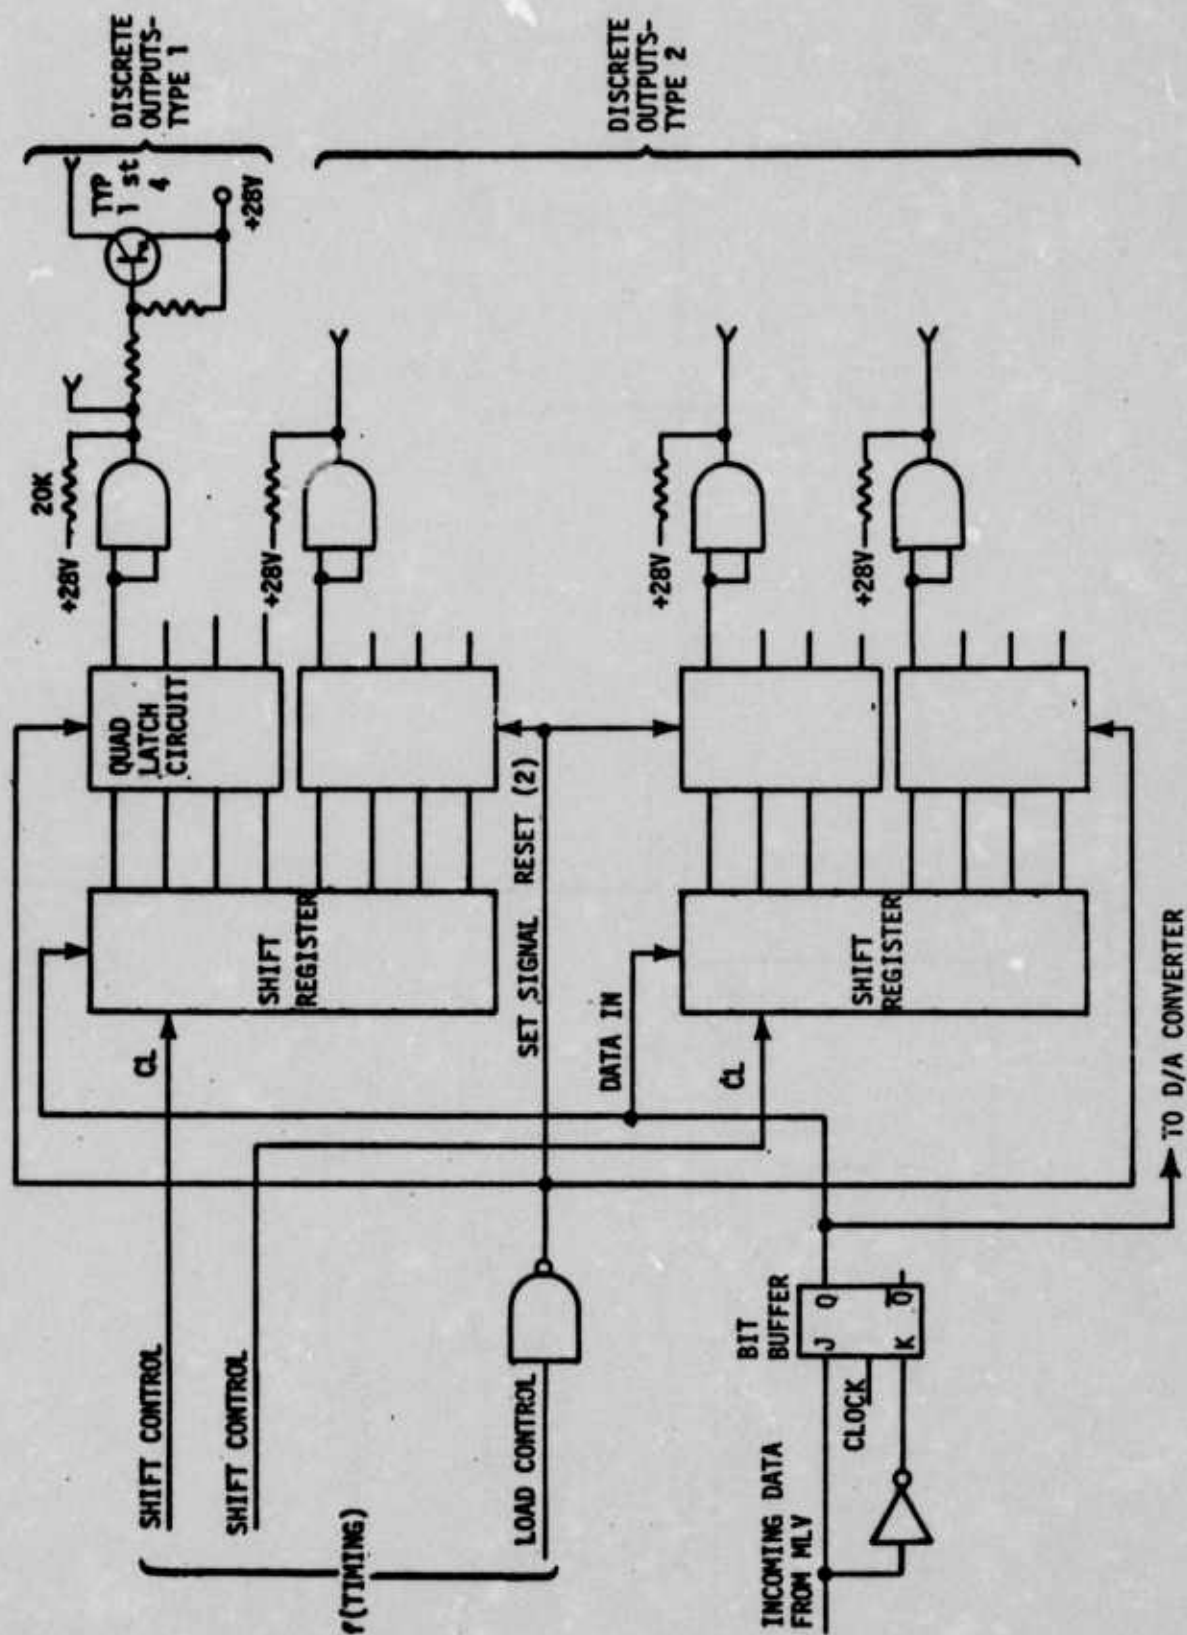 DISCRETE
OUTPUTS-
TYPE 1
DISCRETE
OUTPUTS-
TYPE 2
TYP
1 st
4
+28V
20K
+28V
+28V
+28V
+28V
QUAD
LATCH
CIRCUIT
SHIFT
REGISTER
SET SIGNAL RESET (2)
SHIFT
REGISTER
CL
DATA IN
CL
TO D/A CONVERTER
SHIFT CONTROL
SHIFT CONTROL
LOAD CONTROL
f(TIMING)
BIT
BUFFER
J Q
K Q̅
CLOCK
INCOMING DATA
FROM MLV